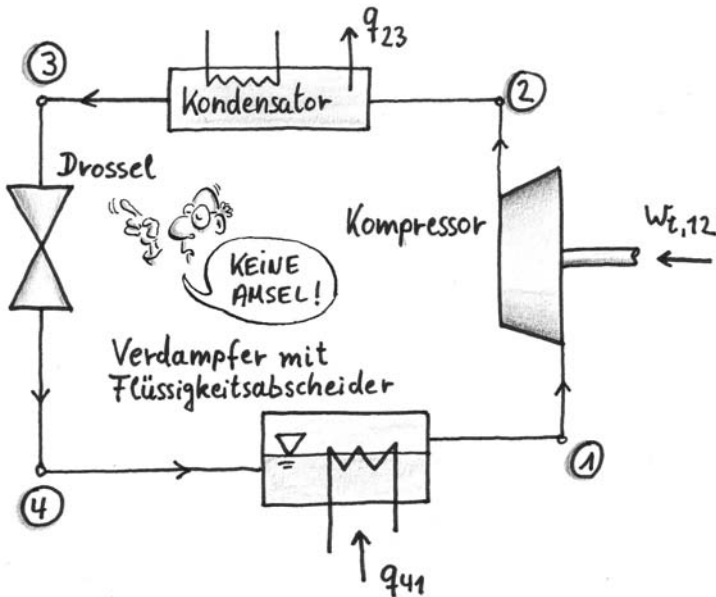 3
q23
Kondensator
2
Drossel
Kompressor
wt,12
KEINE
AMSEL!
Verdampfer mit
Flüssigkeitsabscheider
1
4
q41